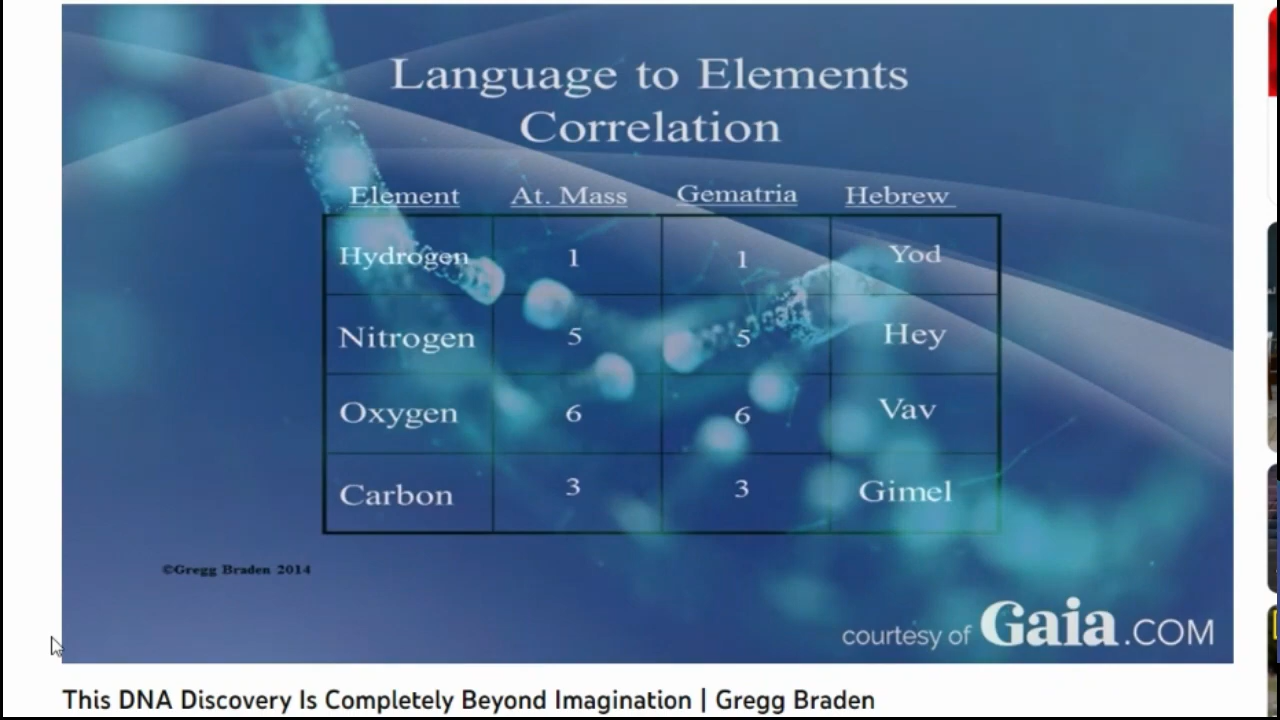 Language to Elements
Correlation
Element At. Mass Gematria Hebrew
Hydrogen 1 1 Yod
Nitrogen 5 5 Hey
Oxygen 6 6 Vav
Carbon 3 3 Gimel
©Gregg Braden 2014
courtesy of Gaia.COM
This DNA Discovery Is Completely Beyond Imagination | Gregg Braden